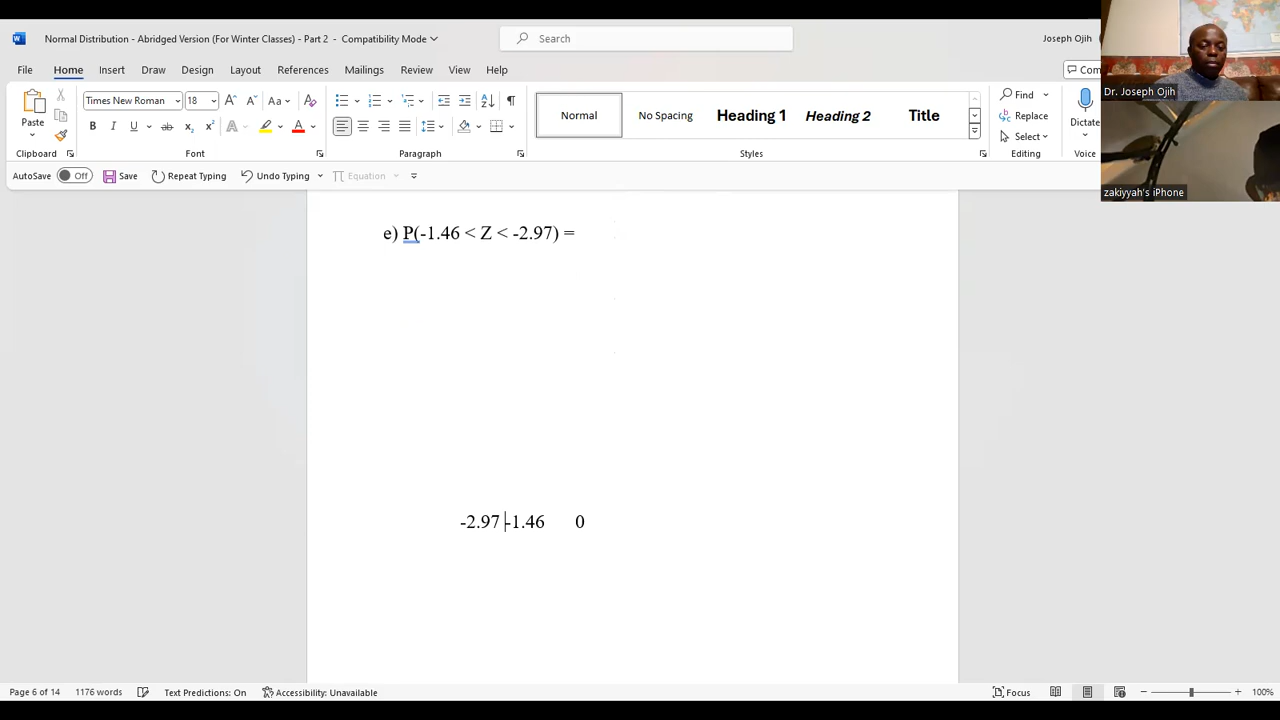 Normal Distribution - Abridged Version (For Winter Classes) - Part 2 - Compatibility Mode
Search
Joseph Ojih
File Home Insert Draw Design Layout References Mailings Review View Help
Com
Paste
Clipboard
Times New Roman 18
Font
Paragraph
Normal
No Spacing
Heading 1
Heading 2
Title
Styles
Find
Replace
Select
Editing
Dictate
Voice
AutoSave Off Save Repeat Typing Undo Typing Equation
Dr. Joseph Ojih
zakiyyah's iPhone
e) P(-1.46 < Z < -2.97) =
-2.97 -1.46 0
Page 6 of 14 1176 words Text Predictions: On Accessibility: Unavailable Focus 100%